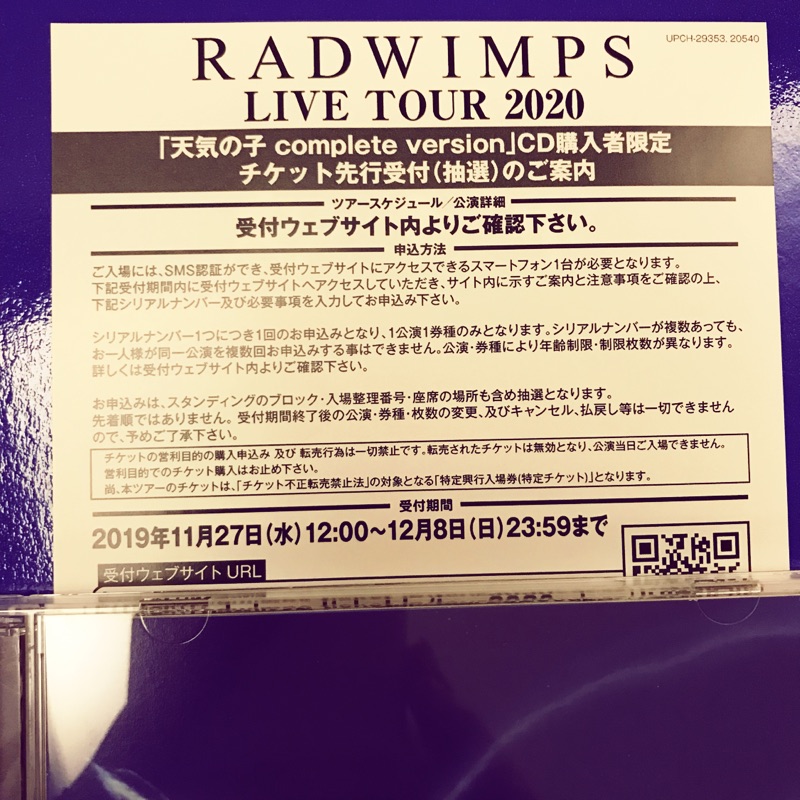 UPCH-29353, 20540
RADWIMPS
LIVE TOUR 2020
「天気の子 complete version」CD購入者限定
チケット先行受付(抽選)のご案内
ツアースケジュール/公演詳細
受付ウェブサイト内よりご確認下さい。
申込方法
ご入場には、SMS認証ができ、受付ウェブサイトにアクセスできるスマートフォン1台が必要となります。
下記受付期間内に受付ウェブサイトへアクセスしていただき、サイト内に示すご案内と注意事項をご確認の上、
下記シリアルナンバー及び必要事項を入力してお申込み下さい。
シリアルナンバー1つにつき1回のお申込みとなり、1公演1券種のみとなります。シリアルナンバーが複数あっても、
お一人様が同一公演を複数回お申込みする事はできません。公演・券種により年齢制限・制限枚数が異なります。
詳しくは受付ウェブサイト内よりご確認下さい。
お申込みは、スタンディングのブロック・入場整理番号・座席の場所も含め抽選となります。
先着順ではありません。受付期間終了後の公演・券種・枚数の変更、及びキャンセル、払戻し等は一切できません
ので、予めご了承下さい。
チケットの営利目的の購入申込み 及び 転売行為は一切禁止です。転売されたチケットは無効となり、公演当日ご入場できません。
営利目的でのチケット購入はお止め下さい。
尚、本ツアーのチケットは、「チケット不正転売禁止法」の対象となる「特定興行入場券(特定チケット)」となります。
受付期間
2019年11月27日(水)12:00〜12月8日(日)23:59まで
受付ウェブサイト URL